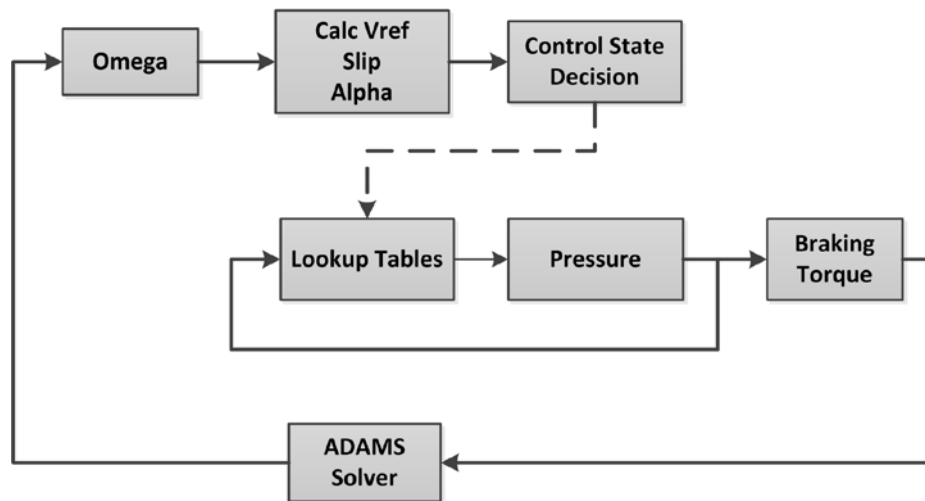 Omega
Calc Vref
Slip
Alpha
Control State
Decision
Lookup Tables
Pressure
Braking
Torque
ADAMS
Solver